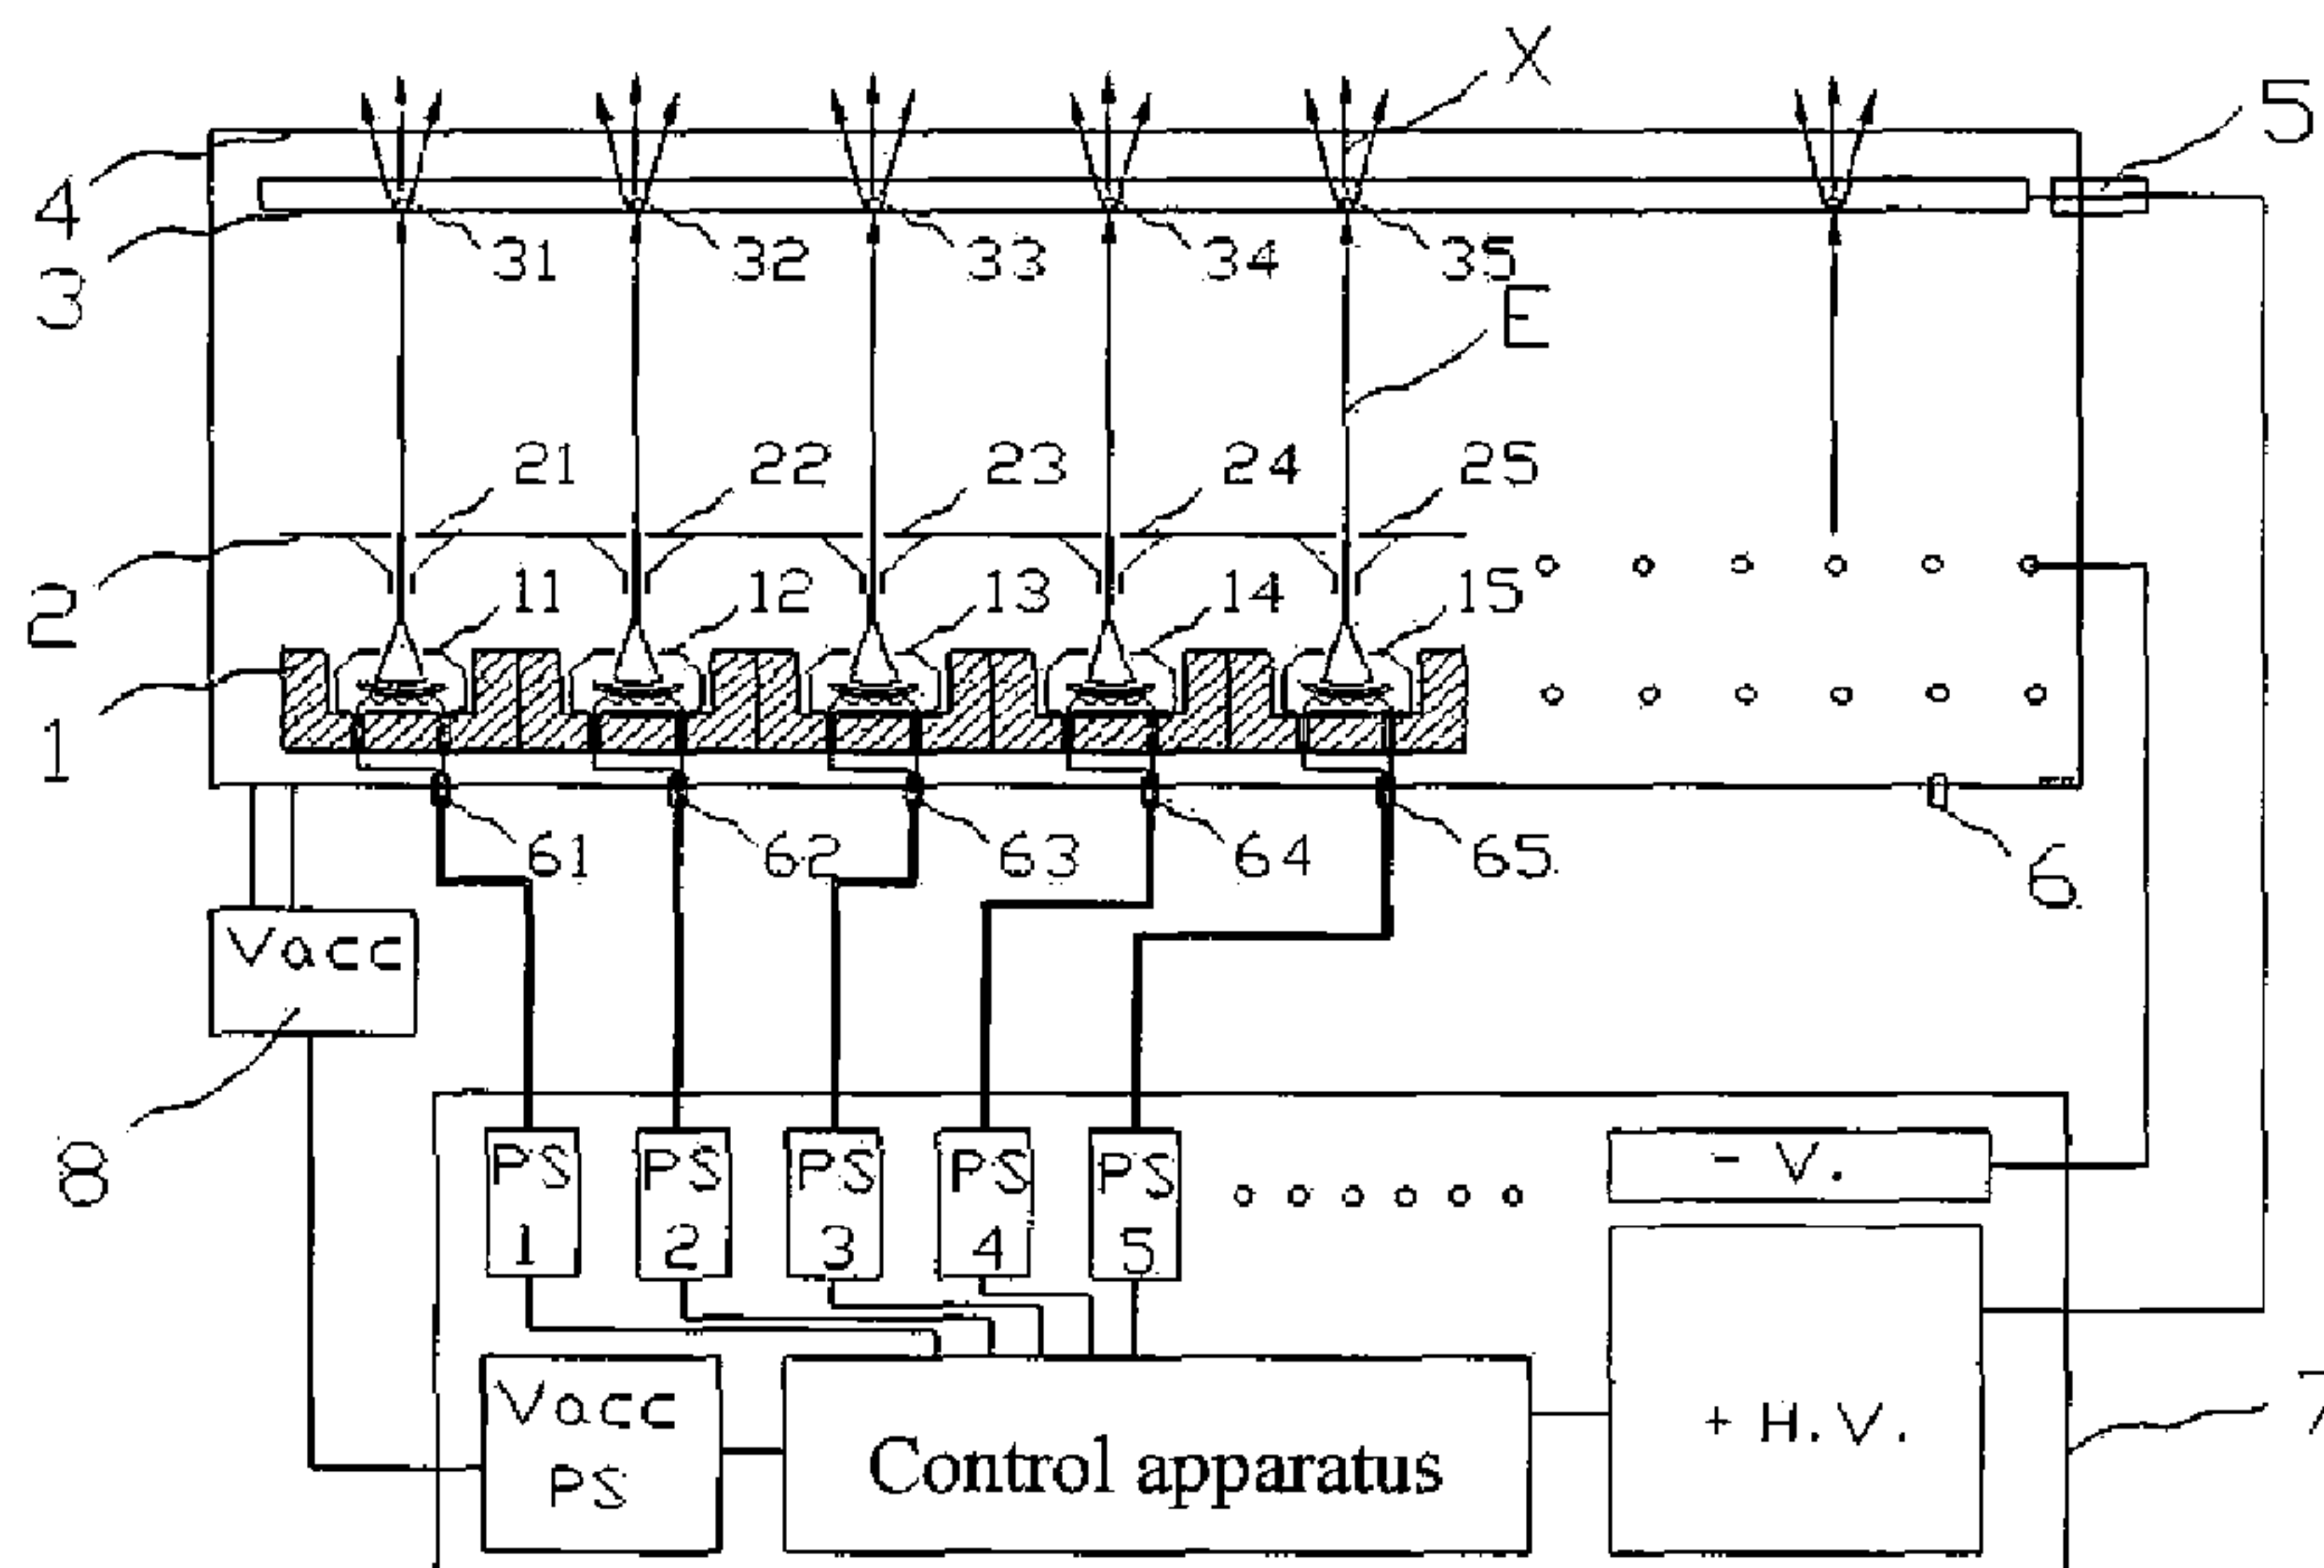 X
5
4
31 32 33 34 35
3
E
21 22 23 24 25
2
11 12 13 14 15
1
61 62 63 64 65
6
Vacc
8
PS 1
PS 2
PS 3
PS 4
PS 5
- V.
+ H.V.
7
Vacc PS
Control apparatus